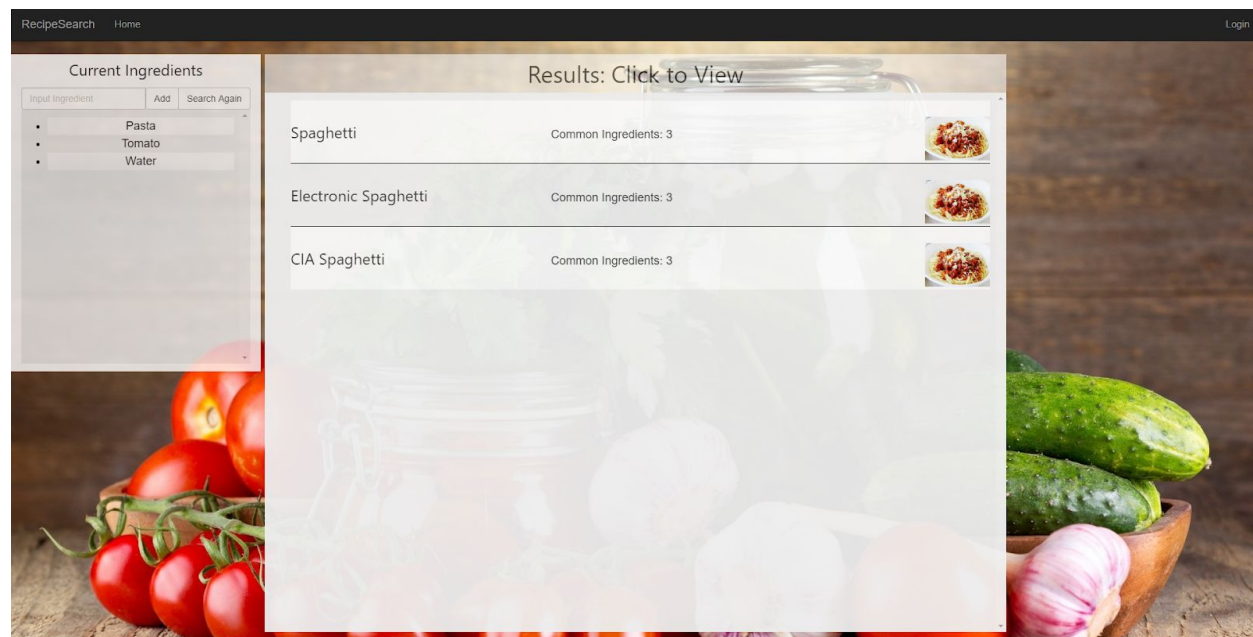 RecipeSearch Home Login
Current Ingredients
Input Ingredient Add Search Again
Pasta
Tomato
Water
Results: Click to View
Spaghetti Common Ingredients: 3
Electronic Spaghetti Common Ingredients: 3
CIA Spaghetti Common Ingredients: 3